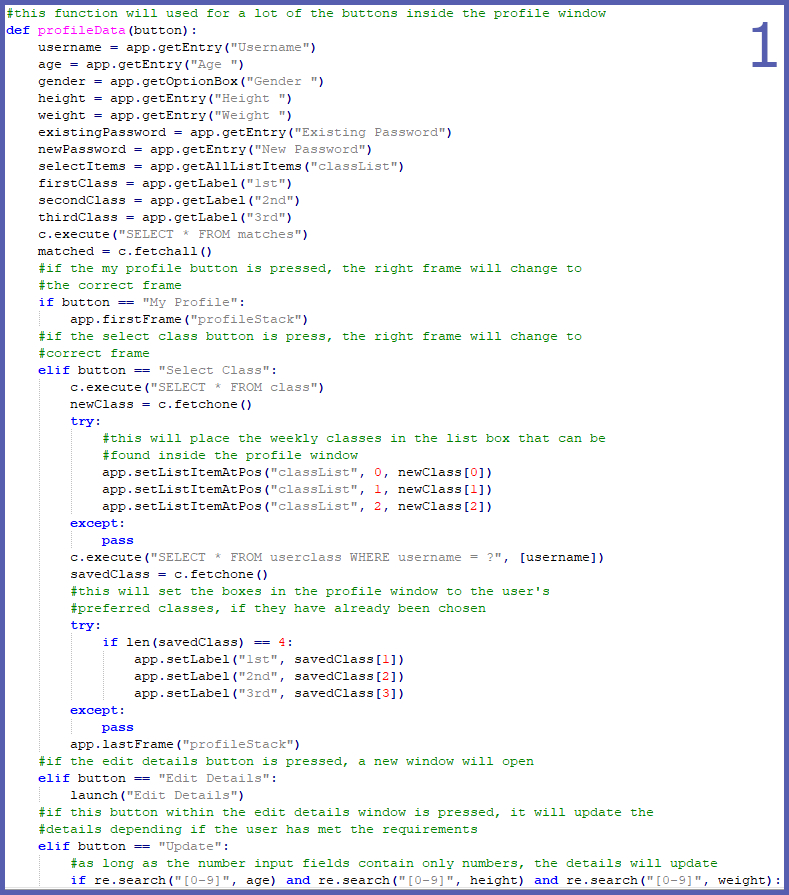 #this function will used for a lot of the buttons inside the profile window
def profileData(button):
1
    username = app.getEntry("Username")
    age = app.getEntry("Age ")
    gender = app.getOptionBox("Gender ")
    height = app.getEntry("Height ")
    weight = app.getEntry("Weight ")
    existingPassword = app.getEntry("Existing Password")
    newPassword = app.getEntry("New Password")
    selectItems = app.getAllListItems("classList")
    firstClass = app.getLabel("1st")
    secondClass = app.getLabel("2nd")
    thirdClass = app.getLabel("3rd")
    c.execute("SELECT * FROM matches")
    matched = c.fetchall()
    #if the my profile button is pressed, the right frame will change to
    #the correct frame
    if button == "My Profile":
        app.firstFrame("profileStack")
    #if the select class button is press, the right frame will change to
    #correct frame
    elif button == "Select Class":
        c.execute("SELECT * FROM class")
        newClass = c.fetchone()
        try:
            #this will place the weekly classes in the list box that can be
            #found inside the profile window
            app.setListItemAtPos("classList", 0, newClass[0])
            app.setListItemAtPos("classList", 1, newClass[1])
            app.setListItemAtPos("classList", 2, newClass[2])
        except:
            pass
        c.execute("SELECT * FROM userclass WHERE username = ?", [username])
        savedClass = c.fetchone()
        #this will set the boxes in the profile window to the user's
        #preferred classes, if they have already been chosen
        try:
            if len(savedClass) == 4:
                app.setLabel("1st", savedClass[1])
                app.setLabel("2nd", savedClass[2])
                app.setLabel("3rd", savedClass[3])
        except:
            pass
        app.lastFrame("profileStack")
    #if the edit details button is pressed, a new window will open
    elif button == "Edit Details":
        launch("Edit Details")
    #if this button within the edit details window is pressed, it will update the
    #details depending if the user has met the requirements
    elif button == "Update":
        #as long as the number input fields contain only numbers, the details will update
        if re.search("[0-9]", age) and re.search("[0-9]", height) and re.search("[0-9]", weight):